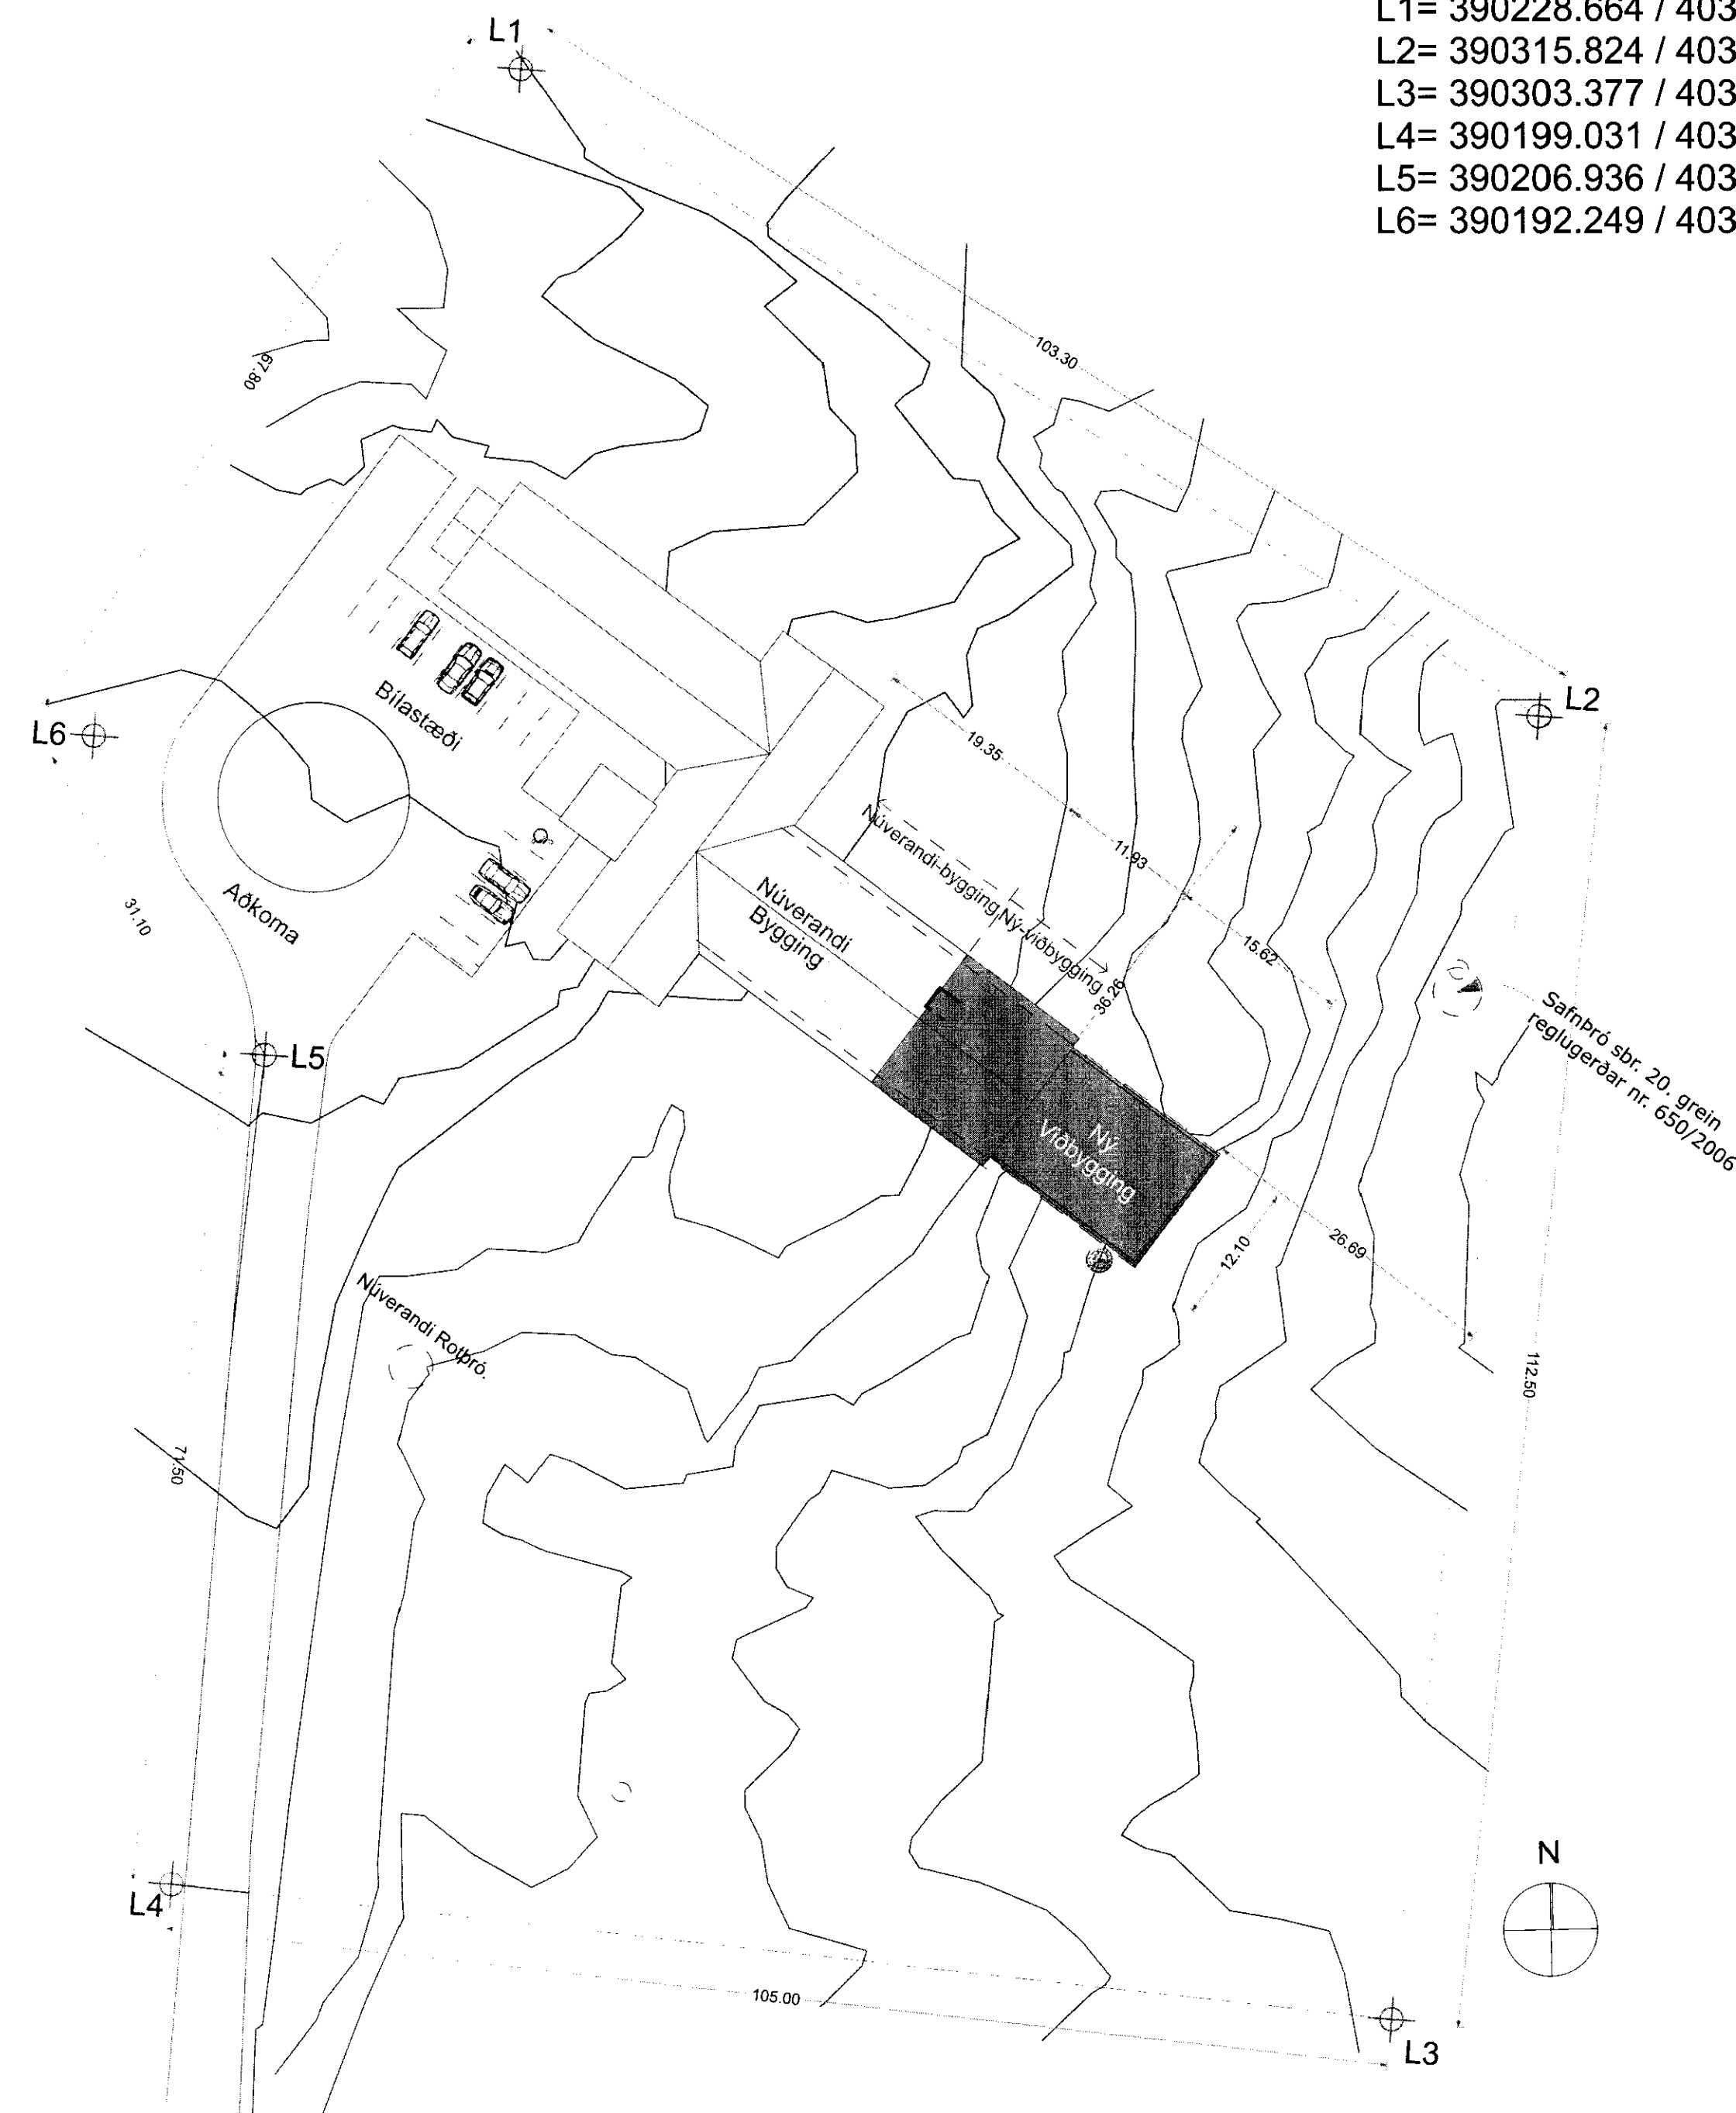 L1= 390228.664 / 403
L2= 390315.824 / 403
L3= 390303.377 / 403
L4= 390199.031 / 403
L5= 390206.936 / 403
L6= 390192.249 / 403
L1
103.30
67.80
L2
L6
Bílastæði
19.35
Núverandi bygging
11.93
Aðkoma
31.10
Núverandi
Bygging
Ný viðbygging
15.62
36.26
Safnþró sbr. 20. grein
reglugerðar nr. 650/2006
L5
Ný
Viðbygging
12.10
26.69
Núverandi Rotþró.
112.50
71.50
N
L4
105.00
L3